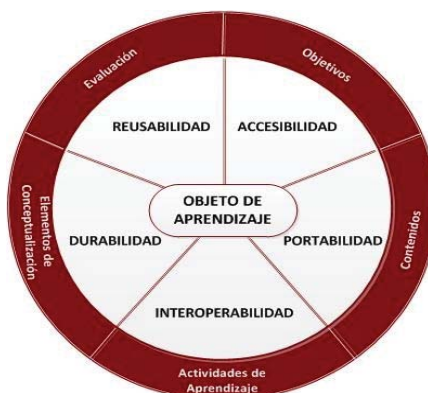 Evaluación
Objetivos
REUSABILIDAD
ACCESIBILIDAD
OBJETO DE
APRENDIZAJE
Elementos de
Conceptualización
DURABILIDAD
PORTABILIDAD
Contenidos
INTEROPERABILIDAD
Actividades de
Aprendizaje